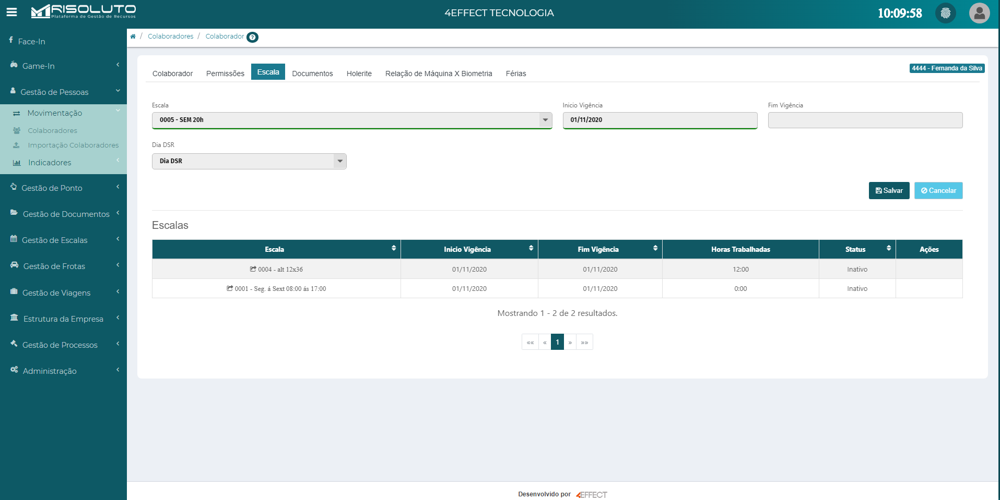 RISOLUTO
Plataforma de Gestão de Recursos
4EFFECT TECNOLOGIA
10:09:58
Face-In
Game-In
Gestão de Pessoas
Movimentação
Colaboradores
Importação Colaboradores
Indicadores
Gestão de Ponto
Gestão de Documentos
Gestão de Escalas
Gestão de Frotas
Gestão de Viagens
Estrutura da Empresa
Gestão de Processos
Administração
/ Colaboradores / Colaborador ?
Colaborador Permissões Escala Documentos Holerite Relação de Máquina X Biometria Férias
4444 - Fernanda da Silva
Escala Inicio Vigência Fim Vigência
0005 - SEM 20h 01/11/2020
Dia DSR
Dia DSR
Salvar Cancelar
Escalas
Escala Inicio Vigência Fim Vigência Horas Trabalhadas Status Ações
0004 - alt 12x36 01/11/2020 01/11/2020 12:00 Inativo
0001 - Seg. á Sext 08:00 ás 17:00 01/11/2020 01/11/2020 0:00 Inativo
Mostrando 1 - 2 de 2 resultados.
«« « 1 » »»
Desenvolvido por 4EFFECT